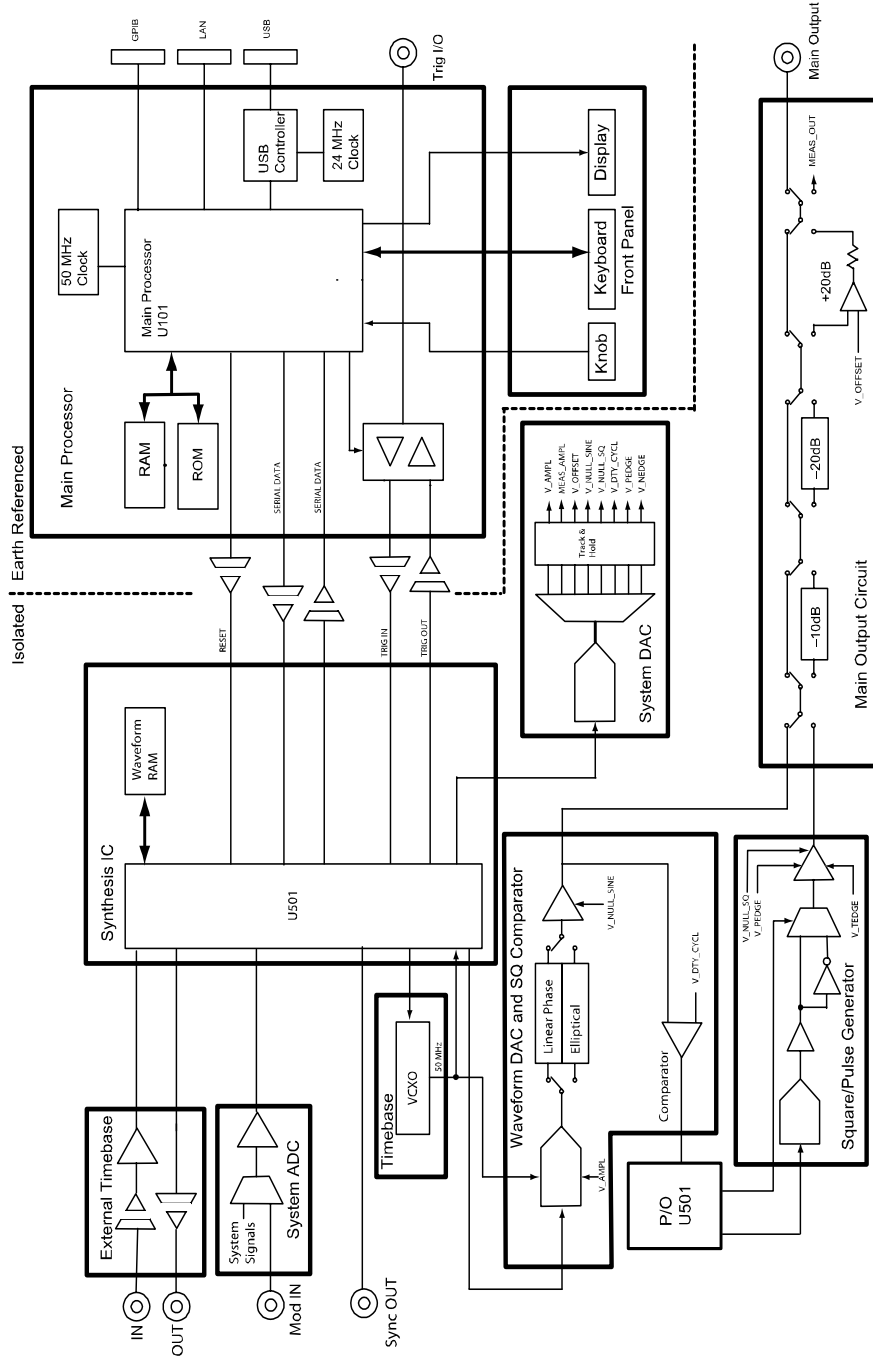 Isolated
Earth Referenced
External Timebase
IN
OUT
System
Signals
System ADC
Mod IN
Sync OUT
Synthesis IC
Waveform
RAM
U501
Timebase
VCXO
50 MHz
RESET
SERIAL DATA
SERIAL DATA
TRIG IN
TRIG OUT
Main Processor
RAM
ROM
Main Processor
U101
50 MHz
Clock
USB
Controller
24 MHz
Clock
GPIB
LAN
USB
Trig I/O
Knob
Keyboard
Display
Front Panel
System DAC
Track &
Hold
V_AMPL
MEAS_AMPL
V_OFFSET
V_NULL_SINE
V_NULL_SQ
V_DTY_CYCL
V_PEDGE
V_NEDGE
Waveform DAC and SQ Comparator
Linear Phase
Elliptical
V_NULL_SINE
V_AMPL
Comparator
V_DTY_CYCL
P/O
U501
Square/Pulse Generator
V_NULL_SQ
V_PEDGE
V_TEDGE
Main Output Circuit
–10dB
–20dB
+20dB
V_OFFSET
MEAS_OUT
Main Output